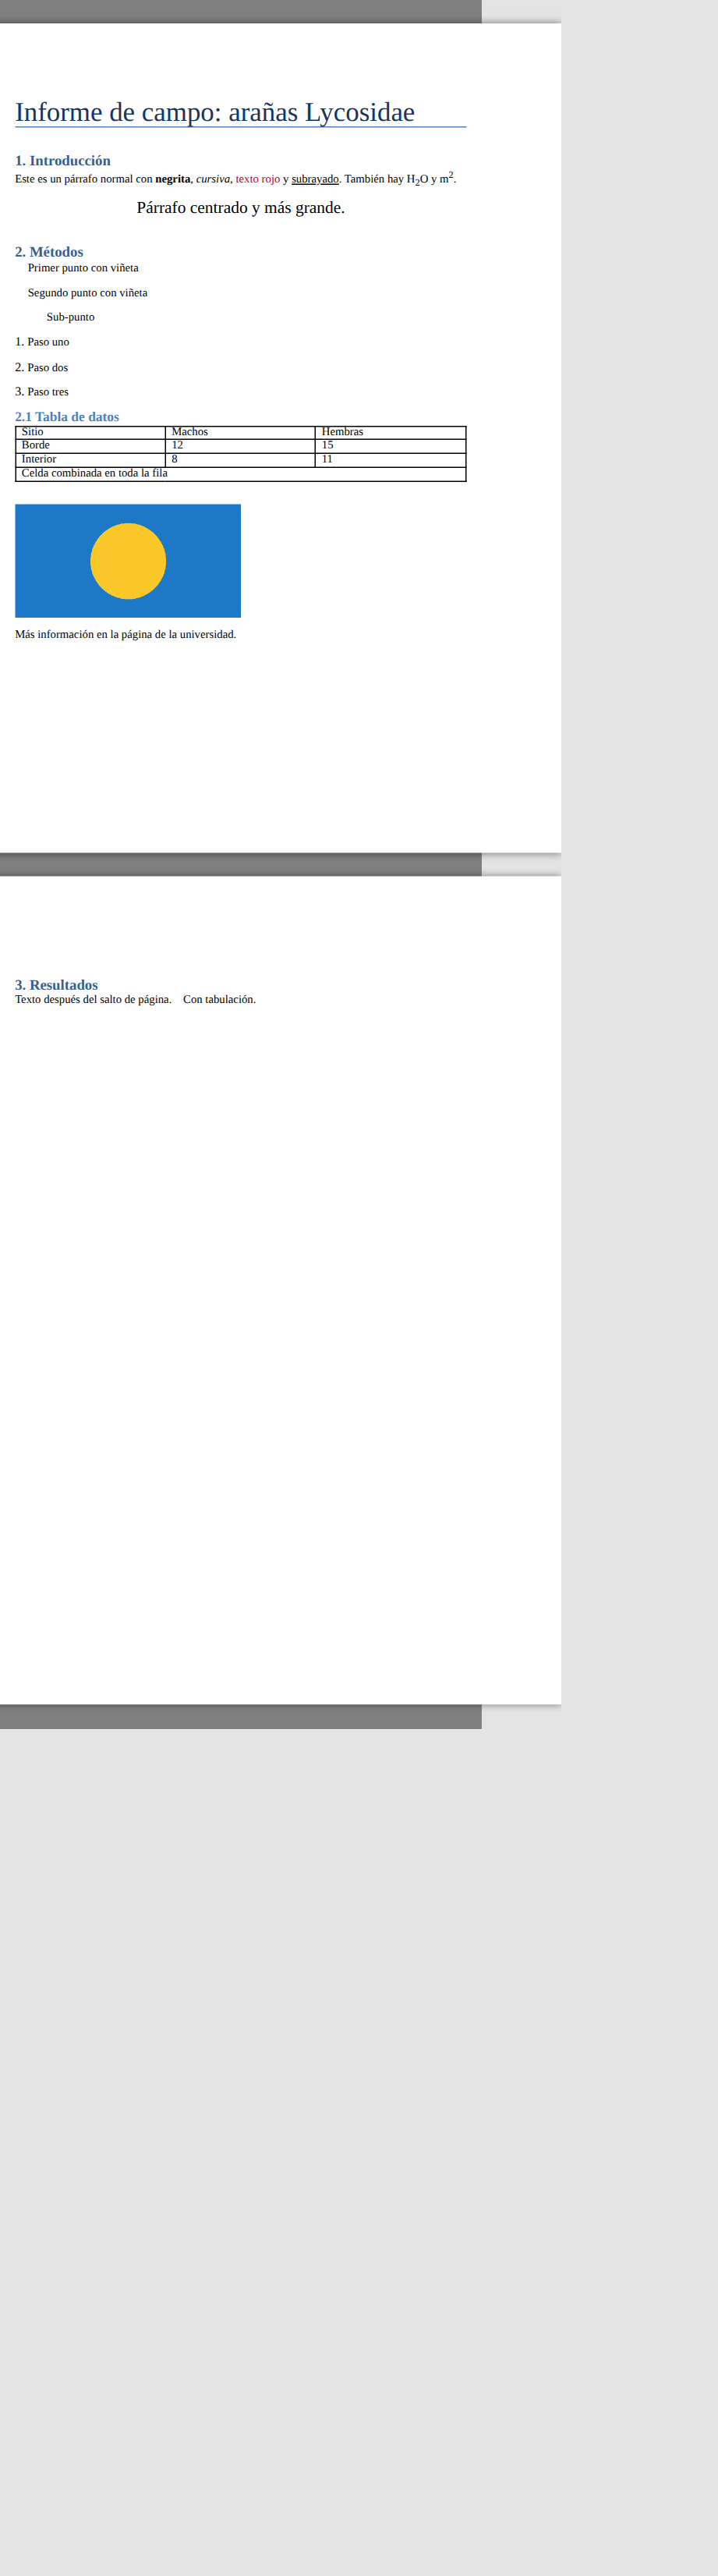 Informe de campo: arañas Lycosidae
1. Introducción
Este es un párrafo normal con negrita, cursiva, texto rojo y subrayado. También hay H₂O y m².
Párrafo centrado y más grande.
2. Métodos
Primer punto con viñeta
Segundo punto con viñeta
Sub-punto
1. Paso uno
2. Paso dos
3. Paso tres
2.1 Tabla de datos
Sitio Machos Hembras
Borde 12 15
Interior 8 11
Celda combinada en toda la fila
Más información en la página de la universidad.
3. Resultados
Texto después del salto de página. Con tabulación.